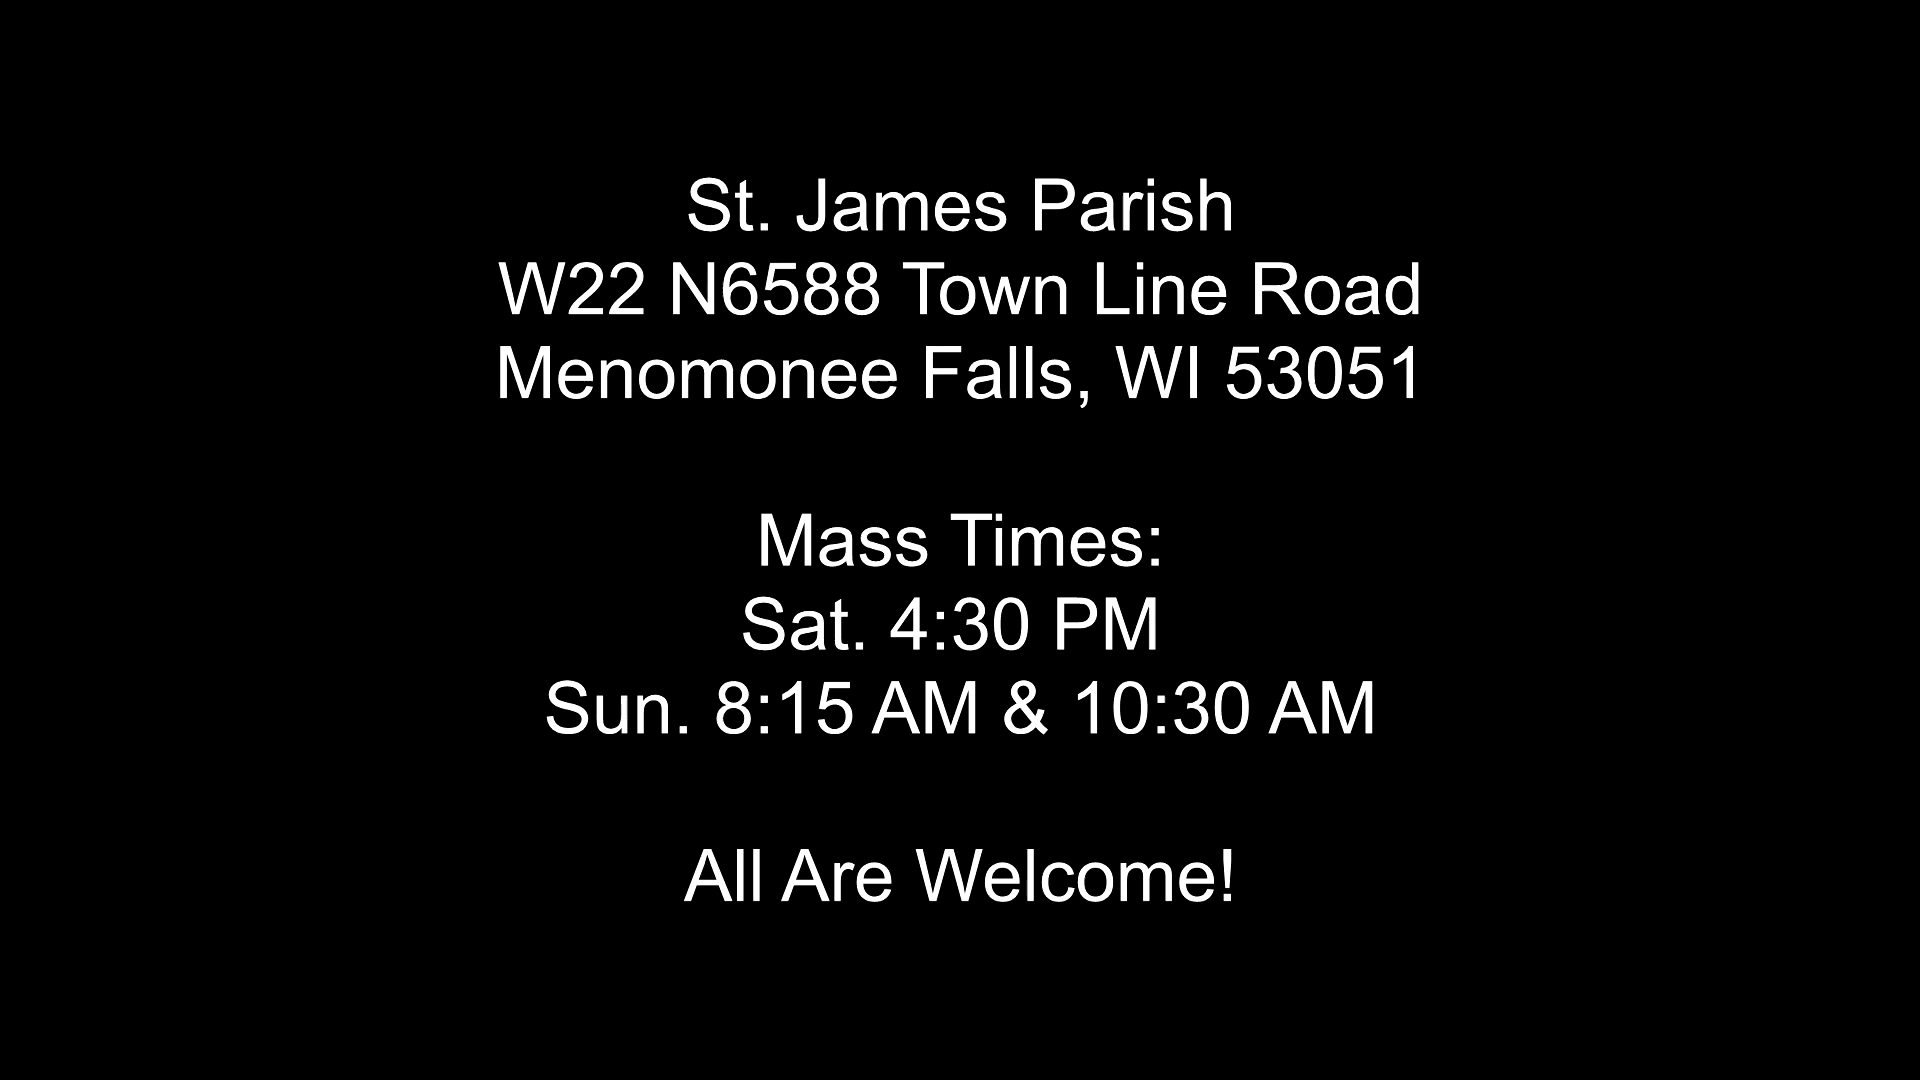 St. James Parish
W22 N6588 Town Line Road
Menomonee Falls, WI 53051
Mass Times:
Sat. 4:30 PM
Sun. 8:15 AM & 10:30 AM
All Are Welcome!